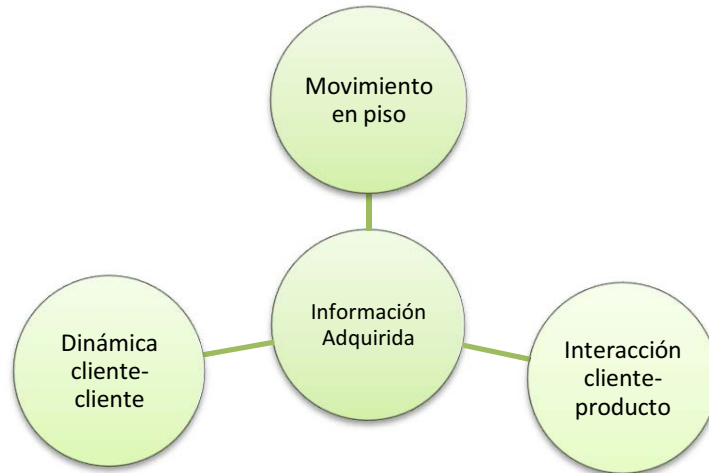 Movimiento
en piso
Información
Adquirida
Dinámica
cliente-
cliente
Interacción
cliente-
producto